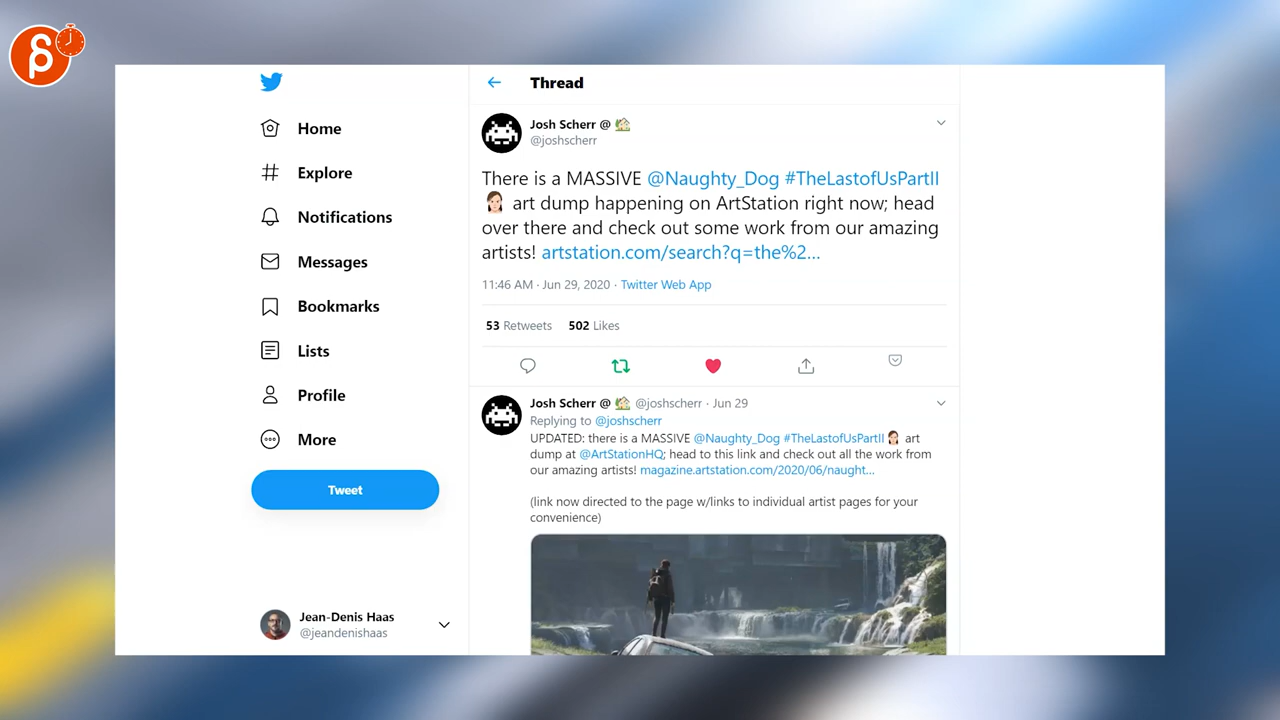 Thread
Josh Scherr @ 🏡
@joshscherr
There is a MASSIVE @Naughty_Dog #TheLastofUsPartII
art dump happening on ArtStation right now; head
over there and check out some work from our amazing
artists! artstation.com/search?q=the%2...
11:46 AM · Jun 29, 2020 · Twitter Web App
53 Retweets 502 Likes
Josh Scherr @ 🏡 @joshscherr · Jun 29
Replying to @joshscherr
UPDATED: there is a MASSIVE @Naughty_Dog #TheLastofUsPartII art
dump at @ArtStationHQ; head to this link and check out all the work from
our amazing artists! magazine.artstation.com/2020/06/naught...
(link now directed to the page w/links to individual artist pages for your
convenience)
Home
Explore
Notifications
Messages
Bookmarks
Lists
Profile
More
Tweet
Jean-Denis Haas
@jeandenishaas